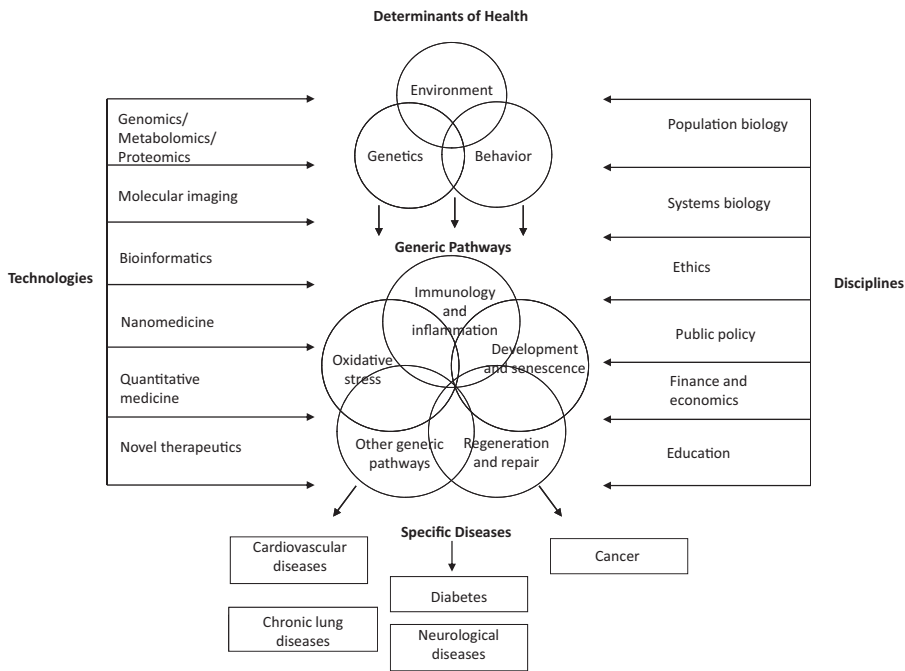 Determinants of Health
Environment
Genetics
Behavior
Genomics/
Metabolomics/
Proteomics
Molecular imaging
Bioinformatics
Technologies
Nanomedicine
Quantitative
medicine
Novel therapeutics
Population biology
Systems biology
Ethics
Disciplines
Public policy
Finance and
economics
Education
Generic Pathways
Immunology
and
inflammation
Oxidative
stress
Development
and senescence
Other generic
pathways
Regeneration
and repair
Specific Diseases
Cardiovascular
diseases
Cancer
Diabetes
Chronic lung
diseases
Neurological
diseases